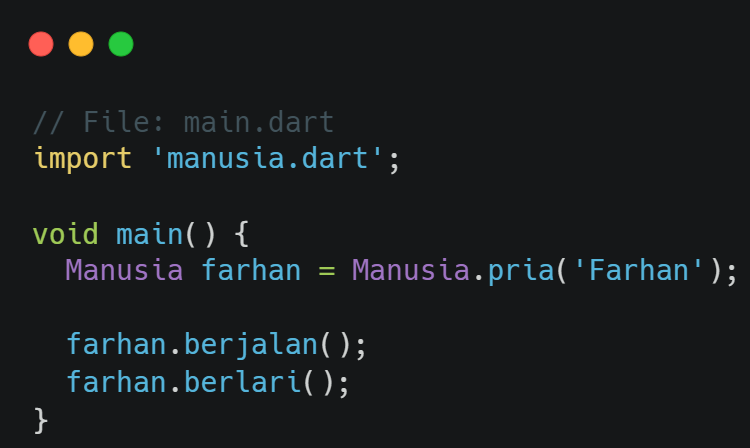 // File: main.dart
import 'manusia.dart';
void main() {
  Manusia farhan = Manusia.pria('Farhan');
  farhan.berjalan();
  farhan.berlari();
}